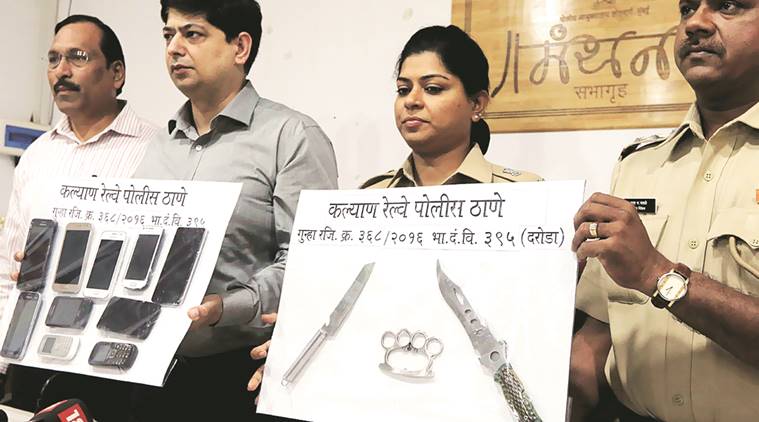 मंथन
सभागृह
कल्याण रेल्वे पोलीस ठाणे
गुन्हा रजि. क्र. ३६८/२०१६ भा.दं.वि. ३९५
कल्याण रेल्वे पोलीस ठाणे
गुन्हा रजि. क्र. ३६८/२०१६ भा.दं.वि. ३९५ (दरोडा)